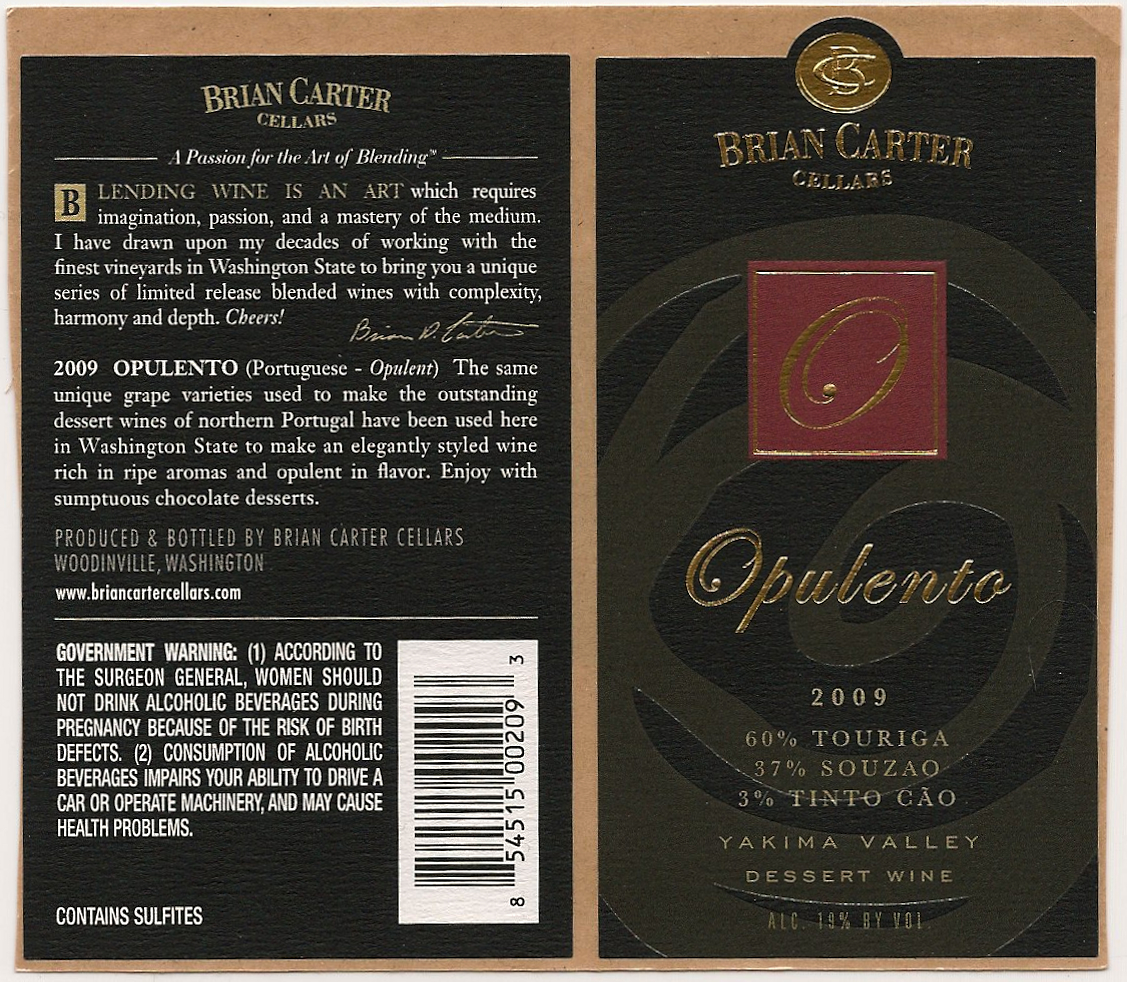 BRIAN CARTER
CELLARS
A Passion for the Art of Blending™
BLENDING WINE IS AN ART which requires
imagination, passion, and a mastery of the medium.
I have drawn upon my decades of working with the
finest vineyards in Washington State to bring you a unique
series of limited release blended wines with complexity,
harmony and depth. Cheers!
Brian D. Carter
2009 OPULENTO (Portuguese - Opulent) The same
unique grape varieties used to make the outstanding
dessert wines of northern Portugal have been used here
in Washington State to make an elegantly styled wine
rich in ripe aromas and opulent in flavor. Enjoy with
sumptuous chocolate desserts.
PRODUCED & BOTTLED BY BRIAN CARTER CELLARS
WOODINVILLE, WASHINGTON
www.briancartercellars.com
GOVERNMENT WARNING: (1) ACCORDING TO
THE SURGEON GENERAL, WOMEN SHOULD
NOT DRINK ALCOHOLIC BEVERAGES DURING
PREGNANCY BECAUSE OF THE RISK OF BIRTH
DEFECTS. (2) CONSUMPTION OF ALCOHOLIC
BEVERAGES IMPAIRS YOUR ABILITY TO DRIVE A
CAR OR OPERATE MACHINERY, AND MAY CAUSE
HEALTH PROBLEMS.
CONTAINS SULFITES
8 54515 00209 3
BRIAN CARTER
CELLARS
O
Opulento
2009
60% TOURIGA
37% SOUZAO
3% TINTO CÃO
YAKIMA VALLEY
DESSERT WINE
ALC. 19% BY VOL.